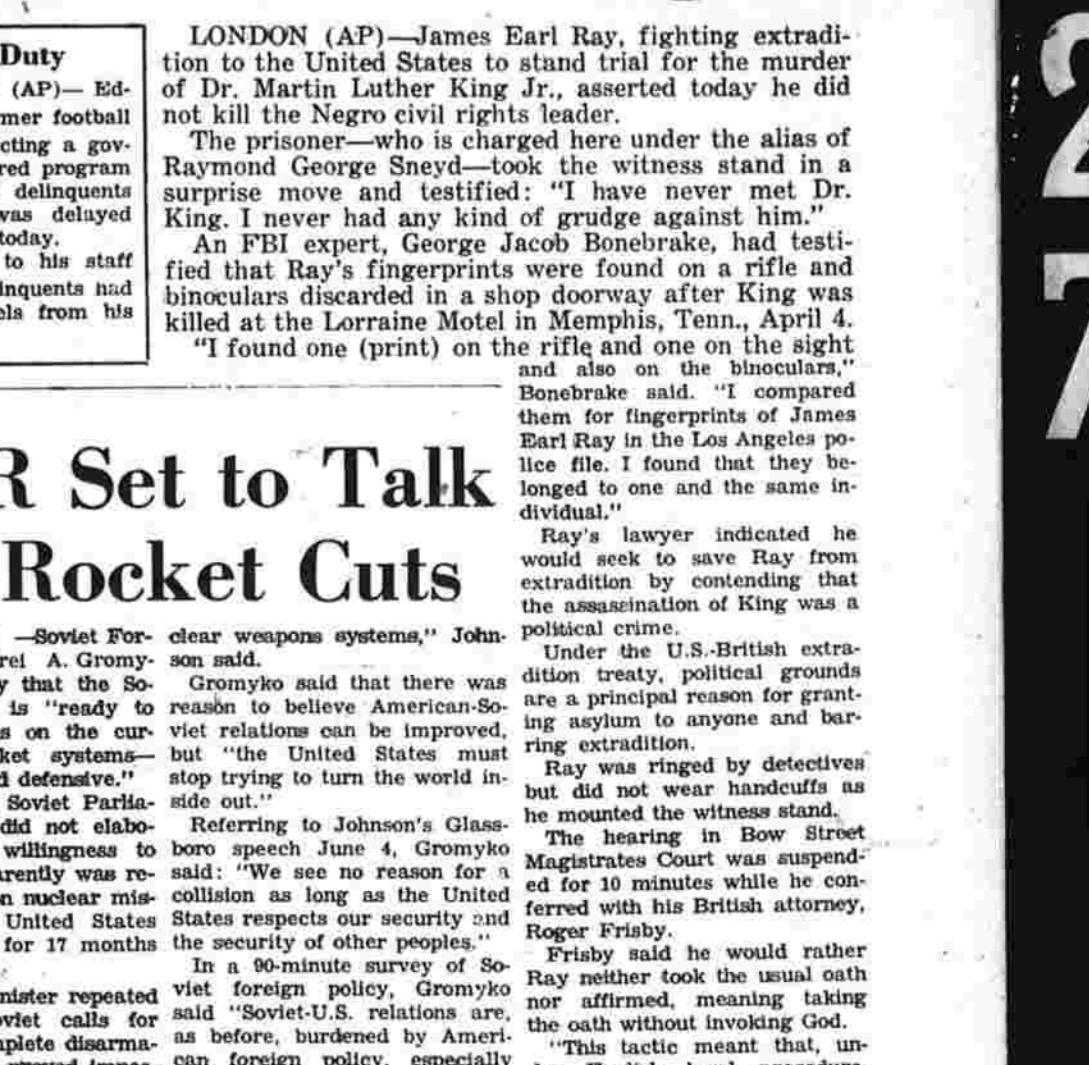 Duty
(AP)— Ed-
mer football
cting a gov-
red program
delinquents
was delayed
today.
to his staff
linquents had
els from his
LONDON (AP)—James Earl Ray, fighting extradi-
tion to the United States to stand trial for the murder
of Dr. Martin Luther King Jr., asserted today he did
not kill the Negro civil rights leader.
The prisoner—who is charged here under the alias of
Raymond George Sneyd—took the witness stand in a
surprise move and testified: "I have never met Dr.
King. I never had any kind of grudge against him."
An FBI expert, George Jacob Bonebrake, had testi-
fied that Ray's fingerprints were found on a rifle and
binoculars discarded in a shop doorway after King was
killed at the Lorraine Motel in Memphis, Tenn., April 4.
"I found one (print) on the rifle and one on the sight
and also on the binoculars,"
Bonebrake said. "I compared
them for fingerprints of James
Earl Ray in the Los Angeles po-
lice file. I found that they be-
longed to one and the same in-
dividual."
Ray's lawyer indicated he
would seek to save Ray from
extradition by contending that
the assassination of King was a
political crime.
Under the U.S.-British extra-
dition treaty, political grounds
are a principal reason for grant-
ing asylum to anyone and bar-
ring extradition.
Ray was ringed by detectives
but did not wear handcuffs as
he mounted the witness stand.
The hearing in Bow Street
Magistrates Court was suspend-
ed for 10 minutes while he con-
ferred with his British attorney,
Roger Frisby.
Frisby said he would rather
Ray neither took the usual oath
nor affirmed, meaning taking
the oath without invoking God.
"This tactic meant that, un-
R Set to Talk
Rocket Cuts
—Soviet For-
rei A. Gromy-
y that the So-
is "ready to
s on the cur-
ket systems—
d defensive."
Soviet Parlia-
did not elabo-
willingness to
arently was re-
n nuclear mis-
United States
for 17 months
nister repeated
oviet calls for
mplete disarma-
clear weapons systems," John-
son said.
Gromyko said that there was
reason to believe American-So-
viet relations can be improved,
but "the United States must
stop trying to turn the world in-
side out."
Referring to Johnson's Glass-
boro speech June 4, Gromyko
said: "We see no reason for a
collision as long as the United
States respects our security and
the security of other peoples."
In a 90-minute survey of So-
viet foreign policy, Gromyko
said "Soviet-U.S. relations are,
as before, burdened by Ameri-
can foreign policy, especially
2
7